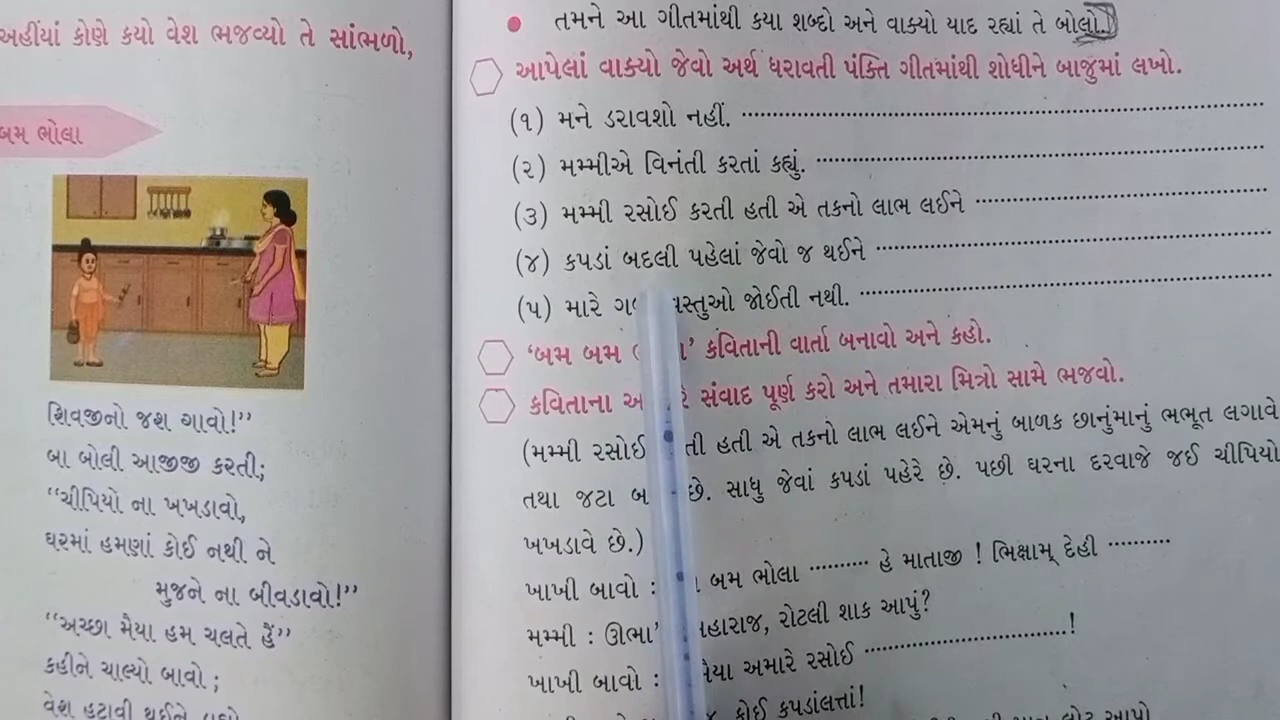 અહીંયાં કોણે કયો વેશ ભજવ્યો તે સાંભળો,
બમ ભોલા
શિવજીનો જશ ગાવો!”
બા બોલી આજીજી કરતી;
“ચીપિયો ના ખખડાવો,
ઘરમાં હમણાં કોઈ નથી ને
મુજને ના બીવડાવો!”
“અચ્છા મૈયા હમ ચલતે હૈં”
કહીને ચાલ્યો બાવો;
વેશ હટાવી થઈને
• તમને આ ગીતમાંથી કયા શબ્દો અને વાક્યો યાદ રહ્યાં તે બોલો.
આપેલાં વાક્યો જેવો અર્થ ધરાવતી પંક્તિ ગીતમાંથી શોધીને બાજુમાં લખો.
(૧) મને ડરાવશો નહીં. ....................
(૨) મમ્મીએ વિનંતી કરતાં કહ્યું. ....................
(૩) મમ્મી રસોઈ કરતી હતી એ તકનો લાભ લઈને ....................
(૪) કપડાં બદલી પહેલાં જેવો જ થઈને ....................
(૫) મારે જોઈતી નથી. ....................
‘બમ બમ કવિતાની વાર્તા બનાવો અને કહો.
કવિતાના સંવાદ પૂર્ણ કરો અને તમારા મિત્રો સામે ભજવો.
(મમ્મી રસોઈ હતી એ તકનો લાભ લઈને એમનું બાળક છાનુંમાનું ભભૂત લગાવે
તથા જટા છે. સાધુ જેવાં કપડાં પહેરે છે. પછી ઘરના દરવાજે જઈ ચીપિયો
ખખડાવે છે.)
ખાખી બાવો : બમ ભોલા .......... હે માતાજી ! ભિક્ષામ્ દેહી ..........
મમ્મી : ઊભા રોટલી શાક આપું?
ખાખી બાવો : અમારે રસોઈ ....................!
કોઈ કપડાંલત્તાં!